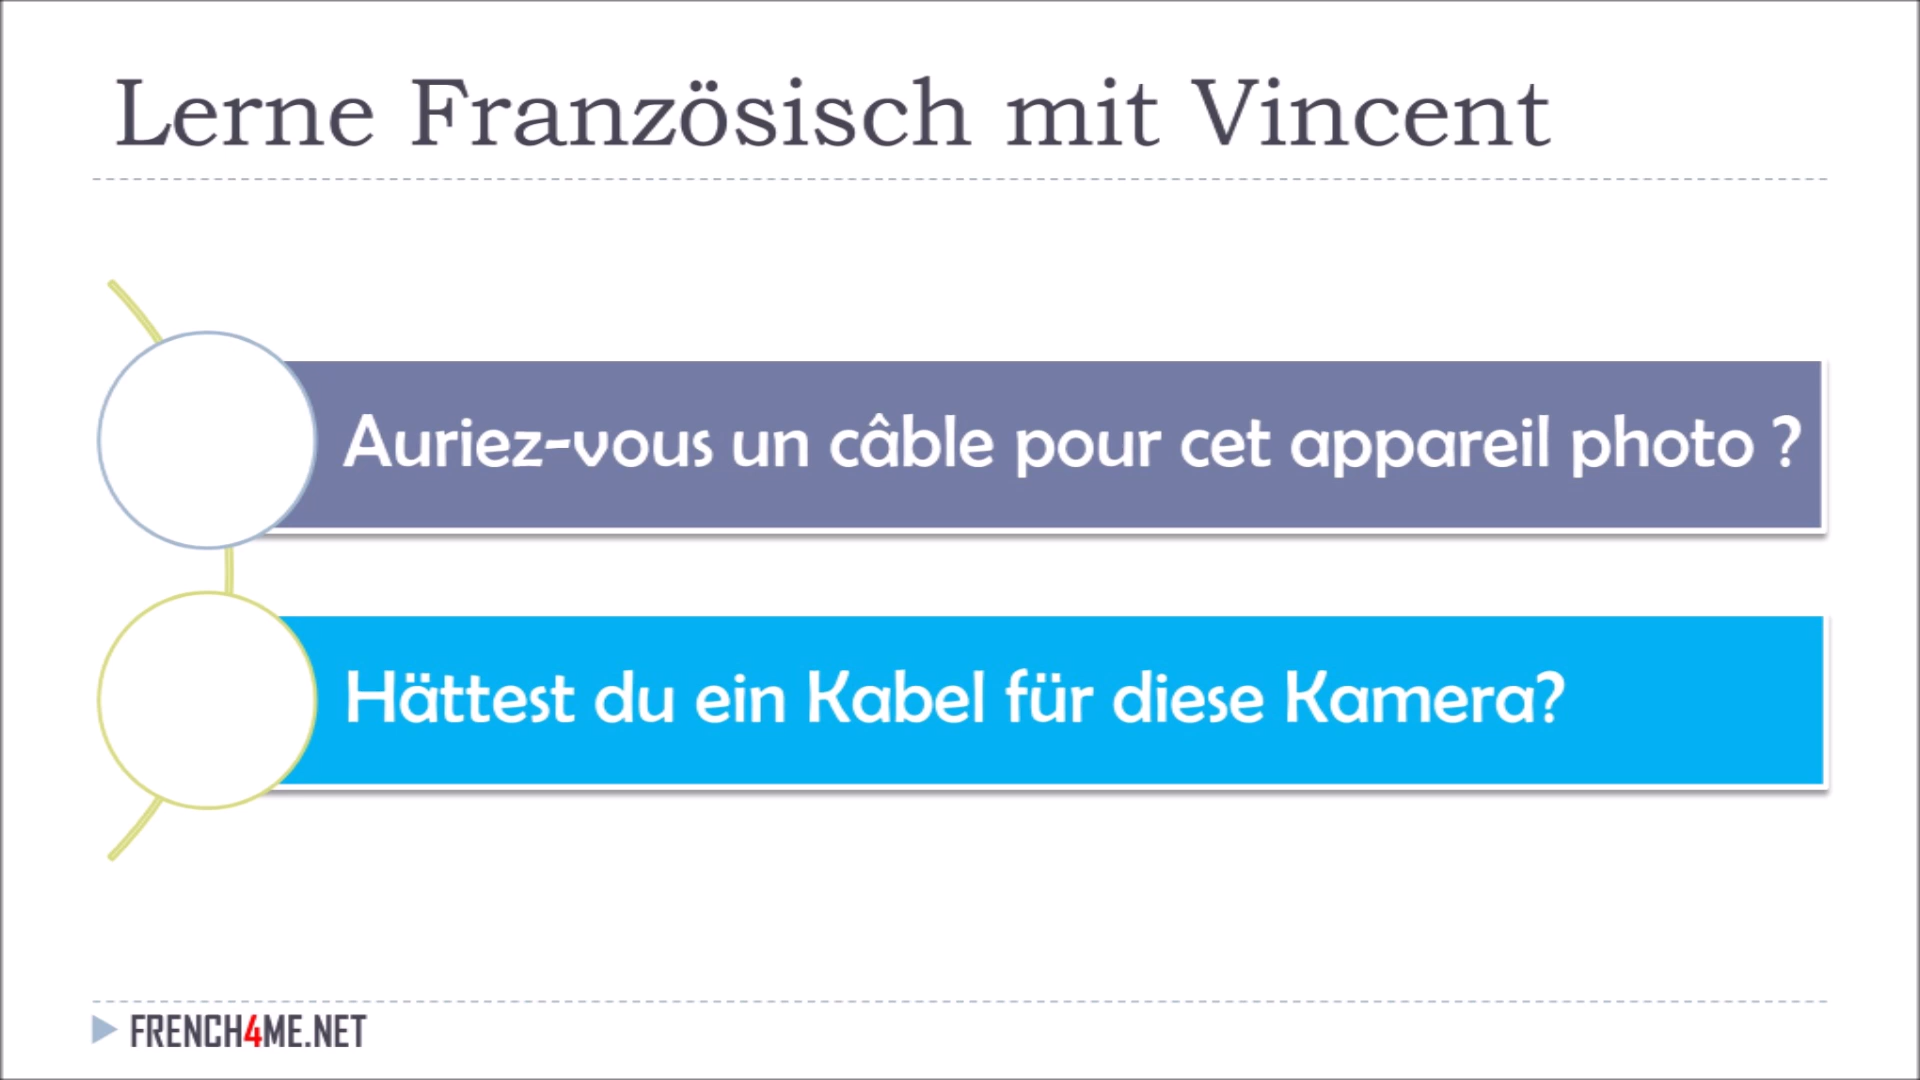 Lerne Französisch mit Vincent
Auriez-vous un câble pour cet appareil photo ?
Hättest du ein Kabel für diese Kamera?
FRENCH4ME.NET